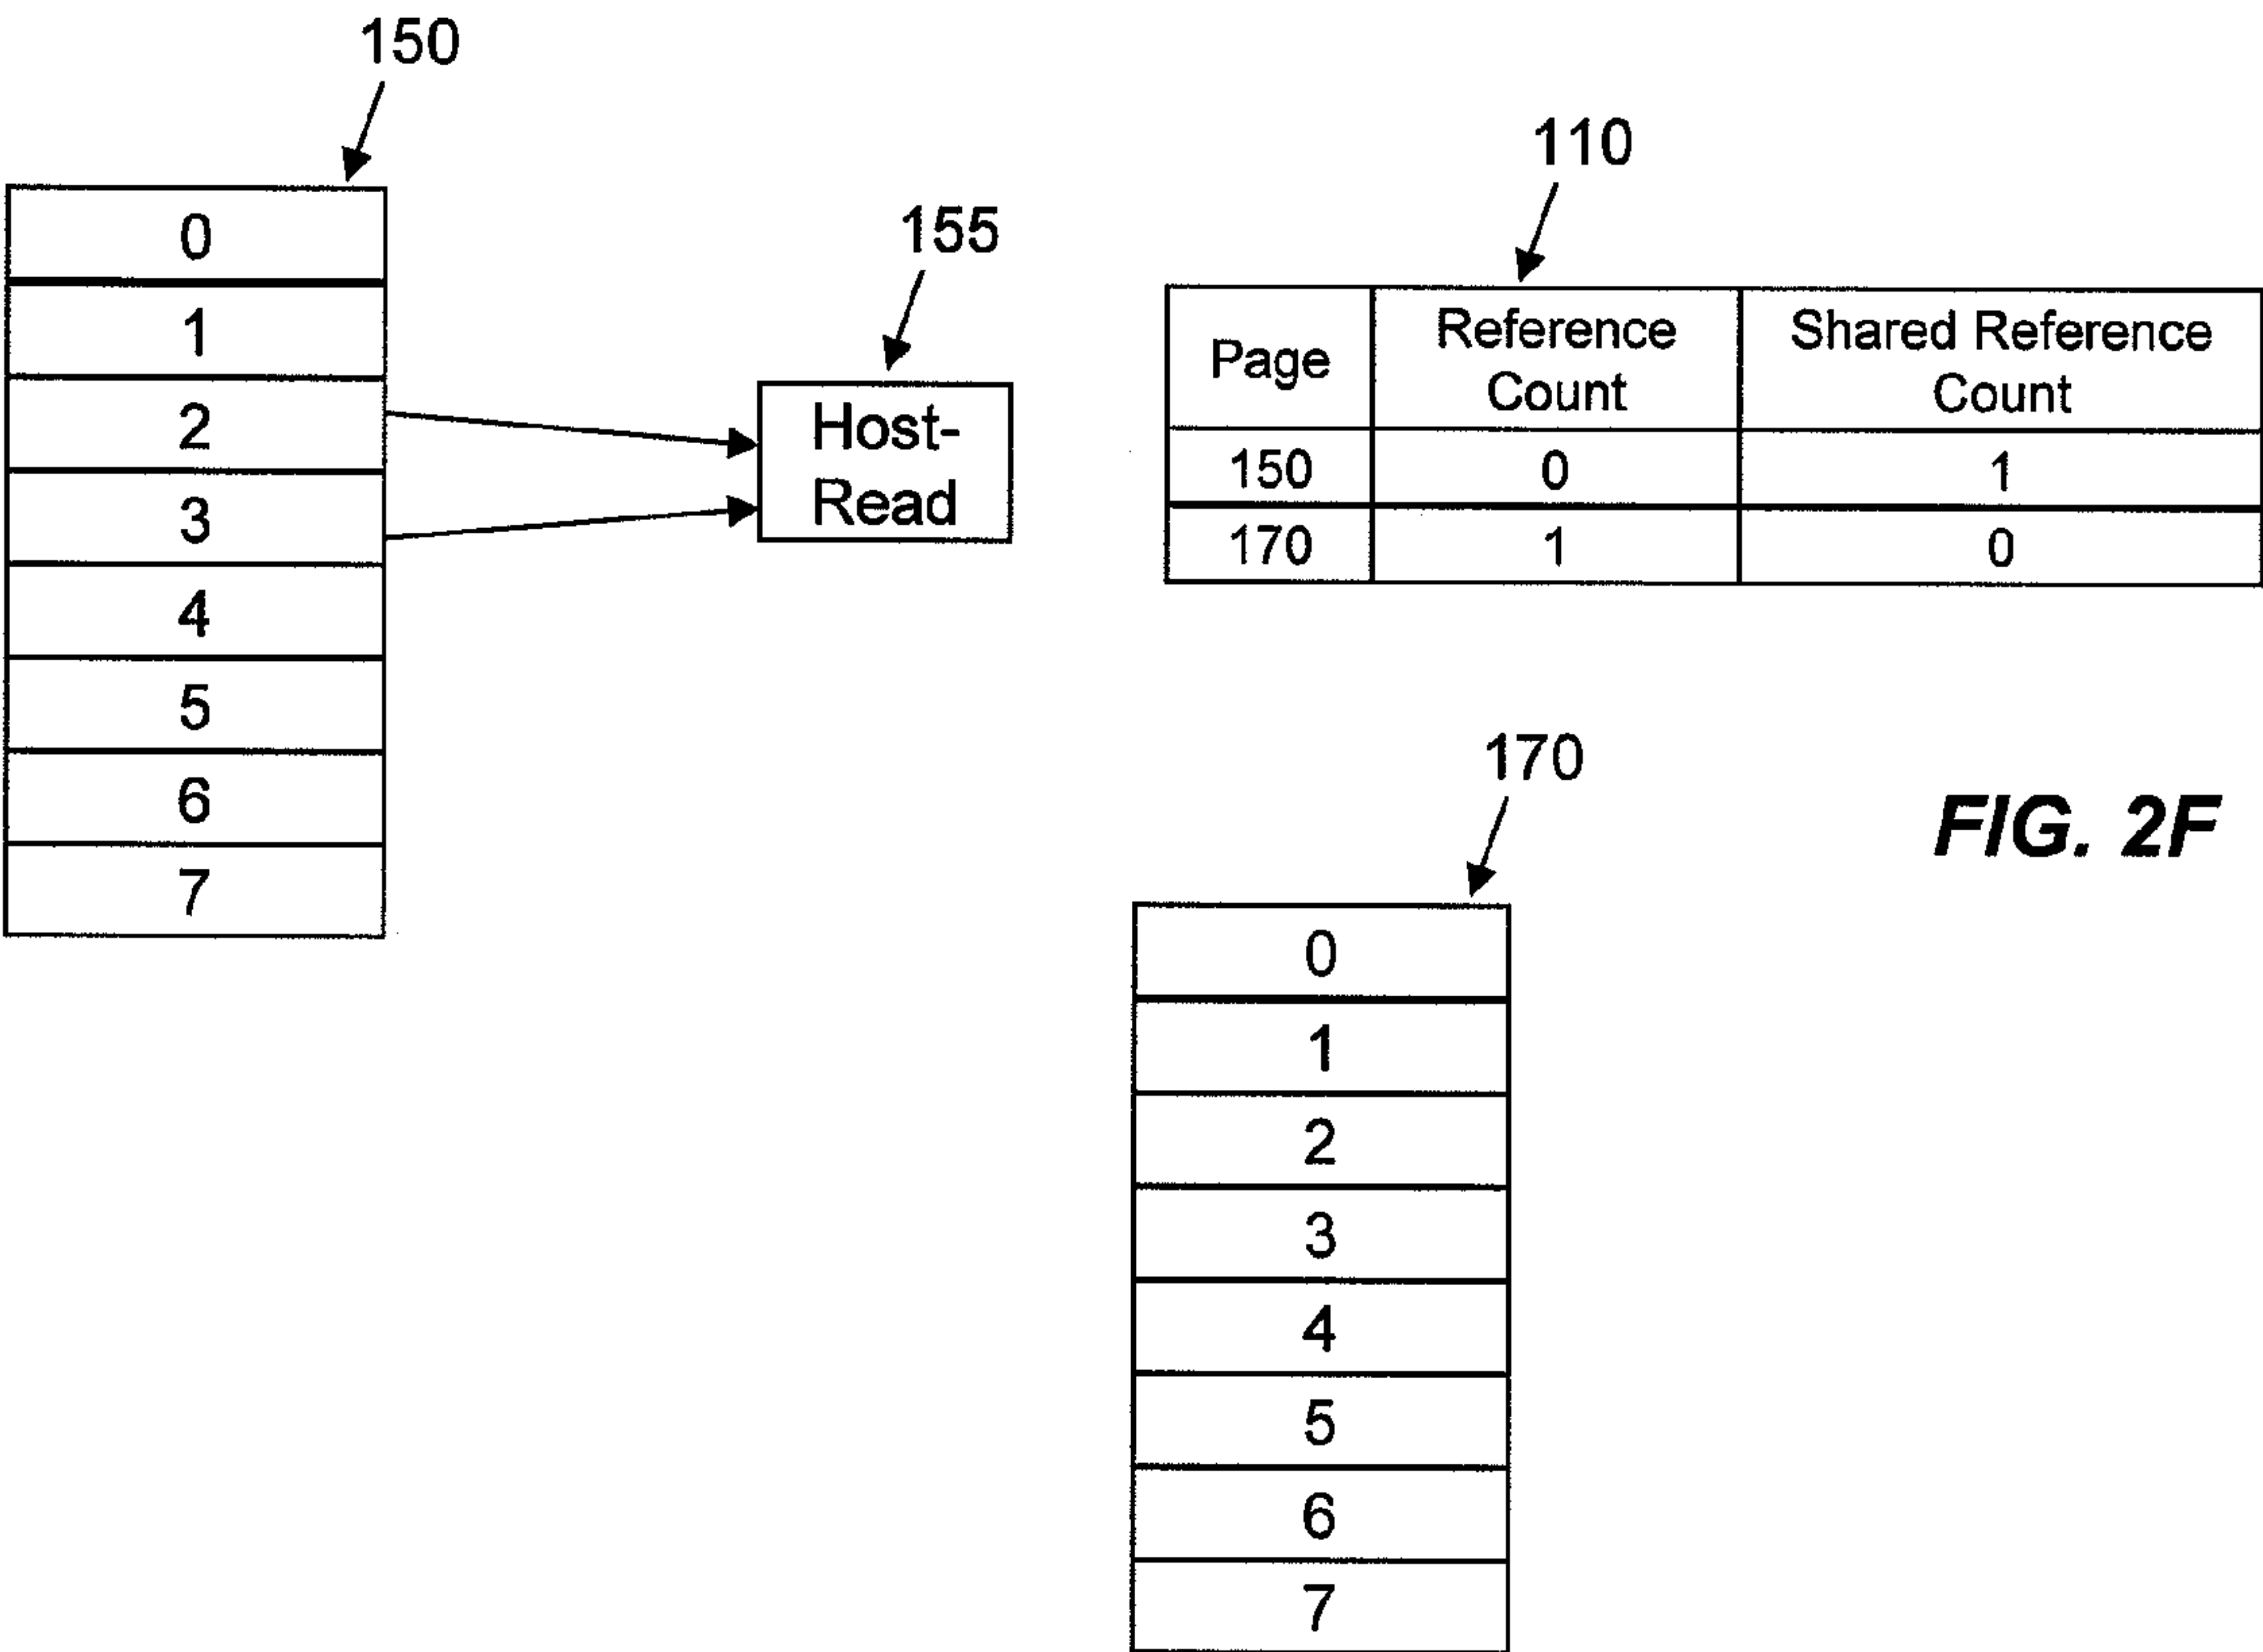 150
0
1
2
3
4
5
6
7
155
Host-
Read
110
Page
Reference
Count
Shared Reference
Count
150 0 1
170 1 0
170
FIG. 2F
0
1
2
3
4
5
6
7